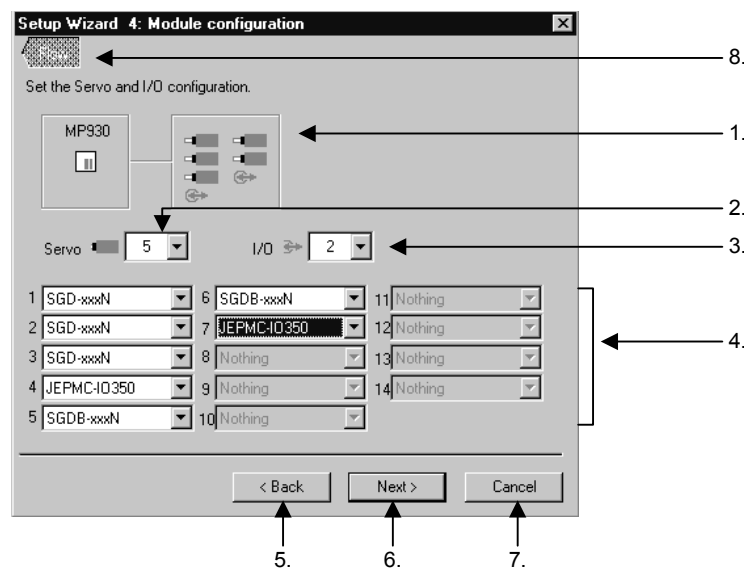 Setup Wizard 4: Module configuration
8.
Set the Servo and I/O configuration.
MP930
1.
2.
Servo 5 I/O 2
3.
1 SGD-xxxN 6 SGDB-xxxN 11 Nothing
2 SGD-xxxN 7 JEPMC-IO350 12 Nothing
3 SGD-xxxN 8 Nothing 13 Nothing
4.
4 JEPMC-IO350 9 Nothing 14 Nothing
5 SGDB-xxxN 10 Nothing
< Back Next > Cancel
5. 6. 7.